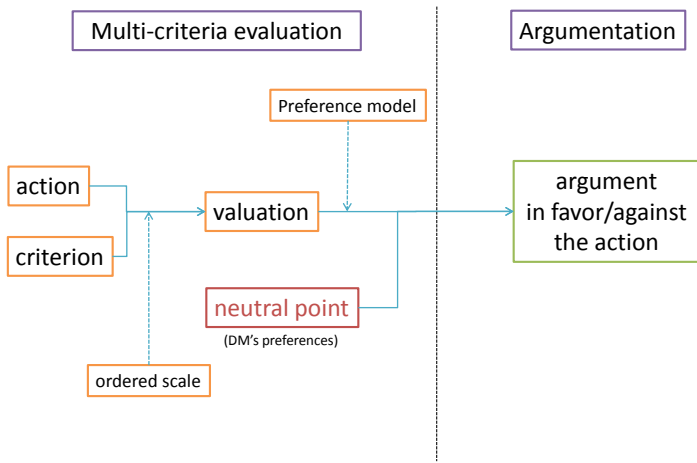 Multi-criteria evaluation
Argumentation
Preference model
action
valuation
argument
in favor/against
the action
criterion
neutral point
(DM's preferences)
ordered scale